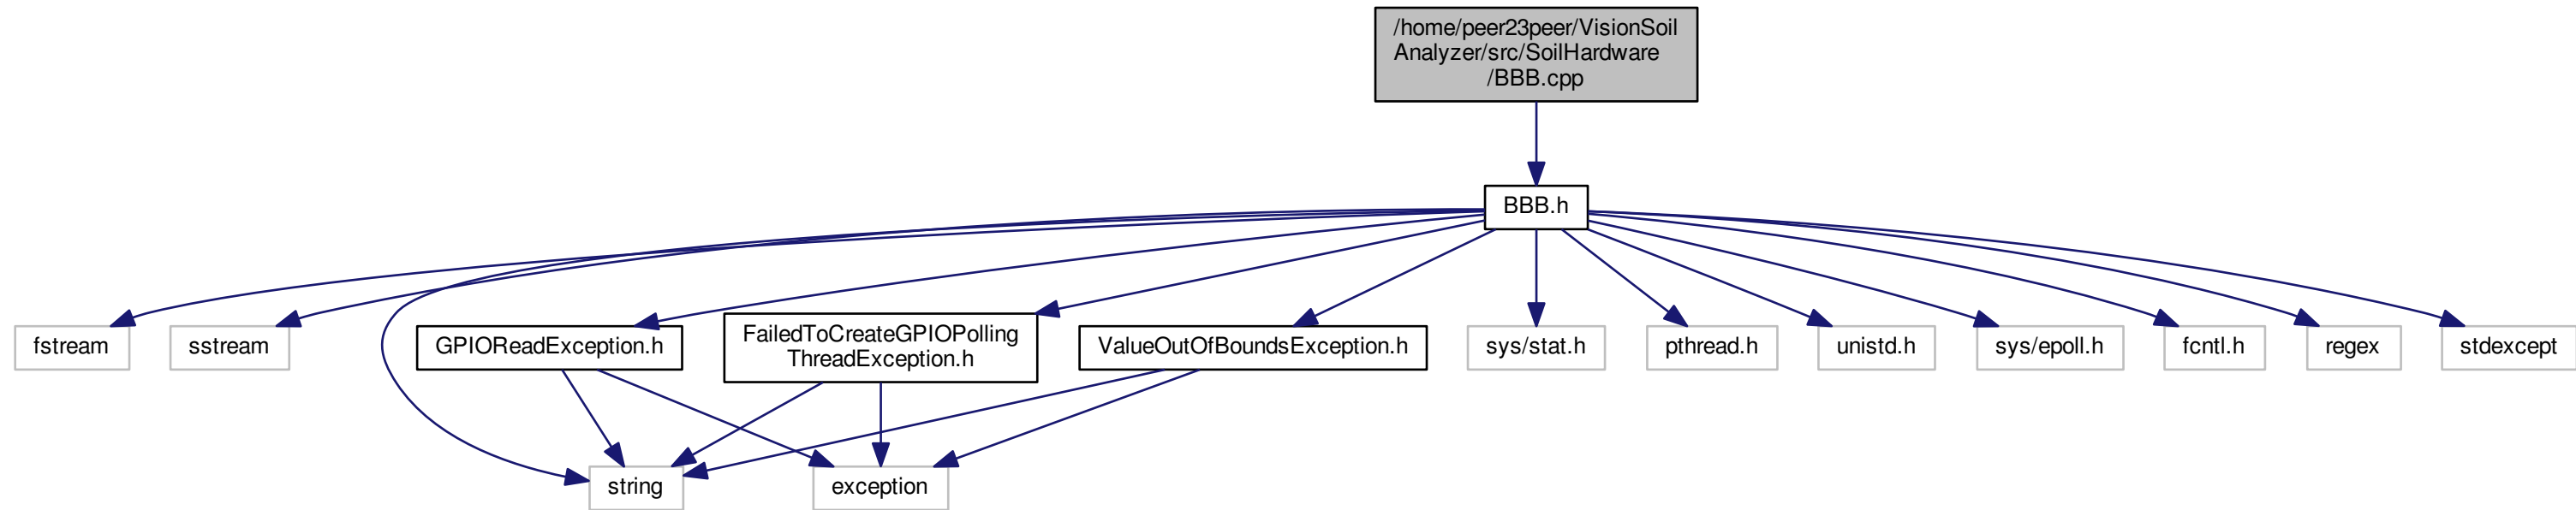 /home/peer23peer/VisionSoil
Analyzer/src/SoilHardware
/BBB.cpp
BBB.h
fstream
sstream
GPIOReadException.h
FailedToCreateGPIOPolling
ThreadException.h
ValueOutOfBoundsException.h
sys/stat.h
pthread.h
unistd.h
sys/epoll.h
fcntl.h
regex
stdexcept
string
exception